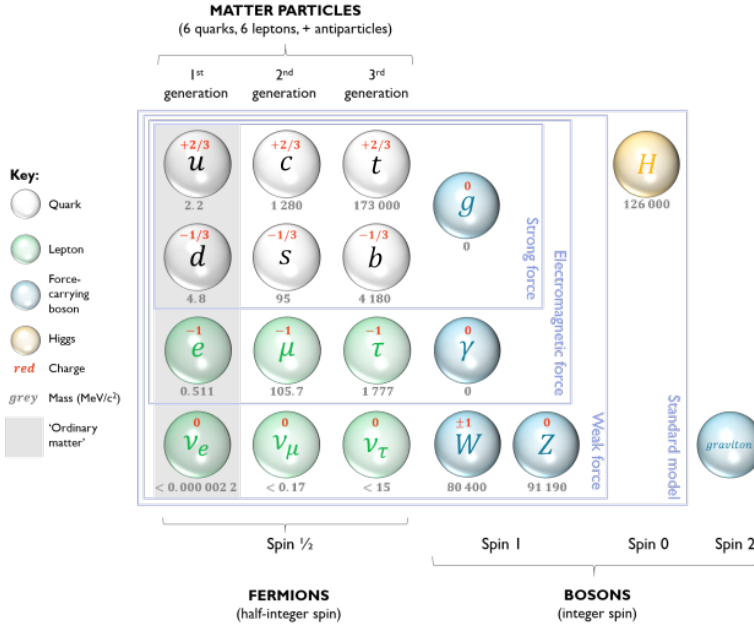 MATTER PARTICLES
(6 quarks, 6 leptons, + antiparticles)
1st generation
2nd generation
3rd generation
Key:
Quark
Lepton
Force-carrying boson
Higgs
red Charge
grey Mass (MeV/c²)
'Ordinary matter'
+2/3
u
2.2
+2/3
c
1 280
+2/3
t
173 000
0
g
0
H
126 000
−1/3
d
4.8
−1/3
s
95
−1/3
b
4 180
Strong force
−1
e
0.511
−1
μ
105.7
−1
τ
1 777
0
γ
0
Electromagnetic force
0
νe
< 0.000 002 2
0
νμ
< 0.17
0
ντ
< 15
±1
W
80 400
0
Z
91 190
Weak force
Standard model
graviton
Spin ½
Spin 1
Spin 0
Spin 2
FERMIONS
(half-integer spin)
BOSONS
(integer spin)